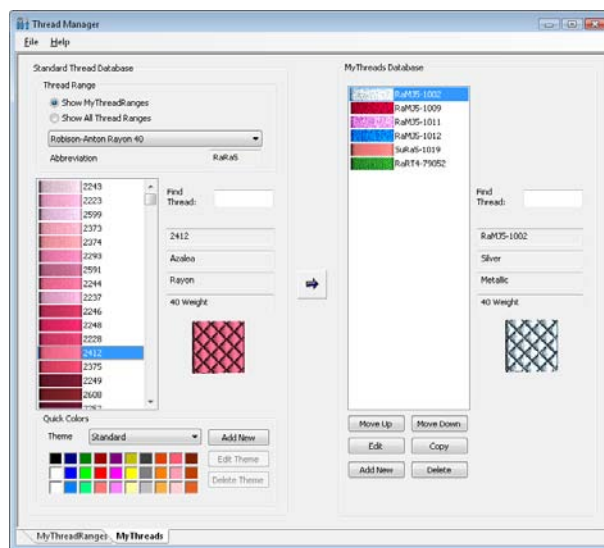 Thread Manager
File Help
Standard Thread Database
Thread Range
Show MyThreadRanges
Show All Thread Ranges
Robison-Anton Rayon 40
Abbreviation RaRaS
2243
2223
2599
2373
2374
2293
2591
2244
2237
2246
2248
2228
2412
2375
2249
2608
Find
Thread:
2412
Azalea
Rayon
40 Weight
Quick Colors
Theme Standard Add New
Edit Theme
Delete Theme
MyThreads Database
RaMJ5-1002
RaMJ5-1009
RaMJ5-1011
RaMJ5-1012
SuRaS-1019
RaRT4-79052
Find
Thread:
RaMJ5-1002
Silver
Metallic
40 Weight
Move Up Move Down
Edit Copy
Add New Delete
MyThreadRanges MyThreads